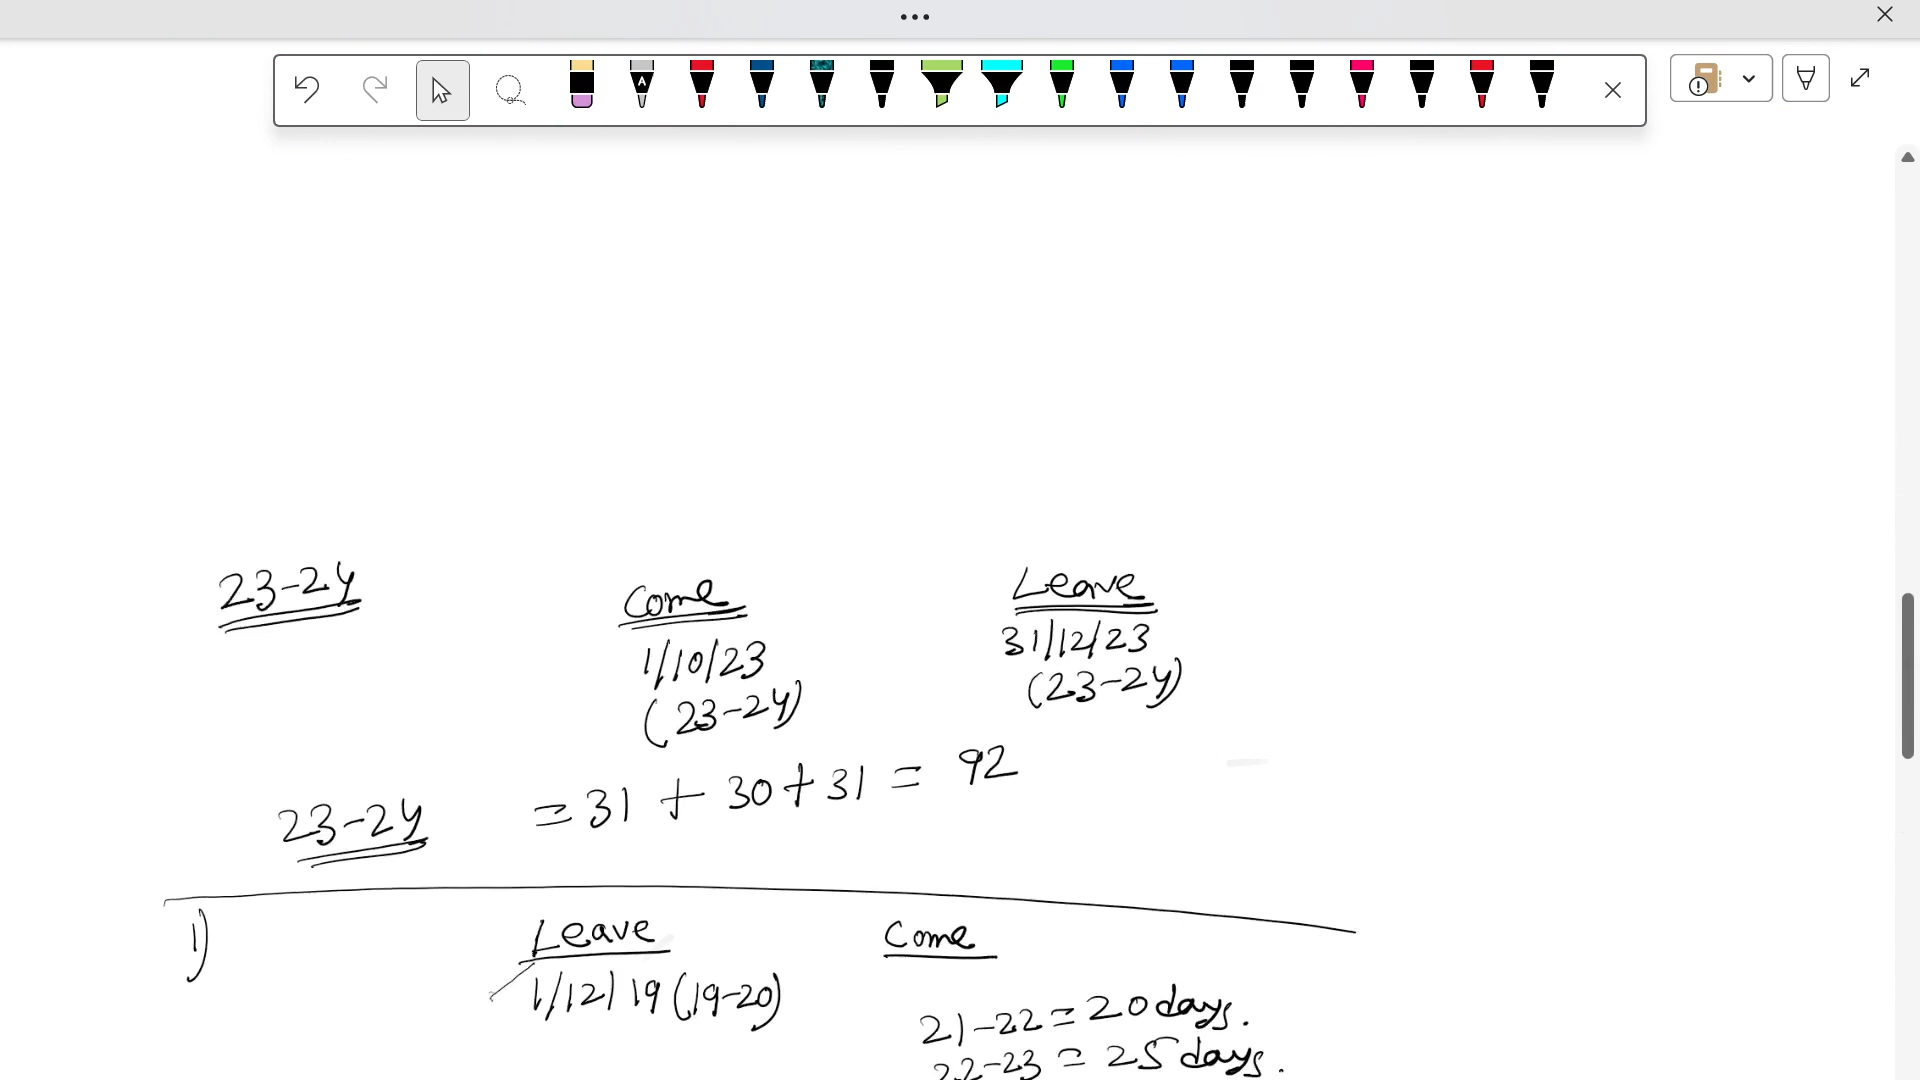 A
23-24
Come
Leave
1/10/23
31/12/23
(23-24)
(23-24)
23-24 = 31 + 30 + 31 = 92
1)
Leave
Come
1/12/19 (19-20)
21-22 = 20 days.
22-23 = 25 days.